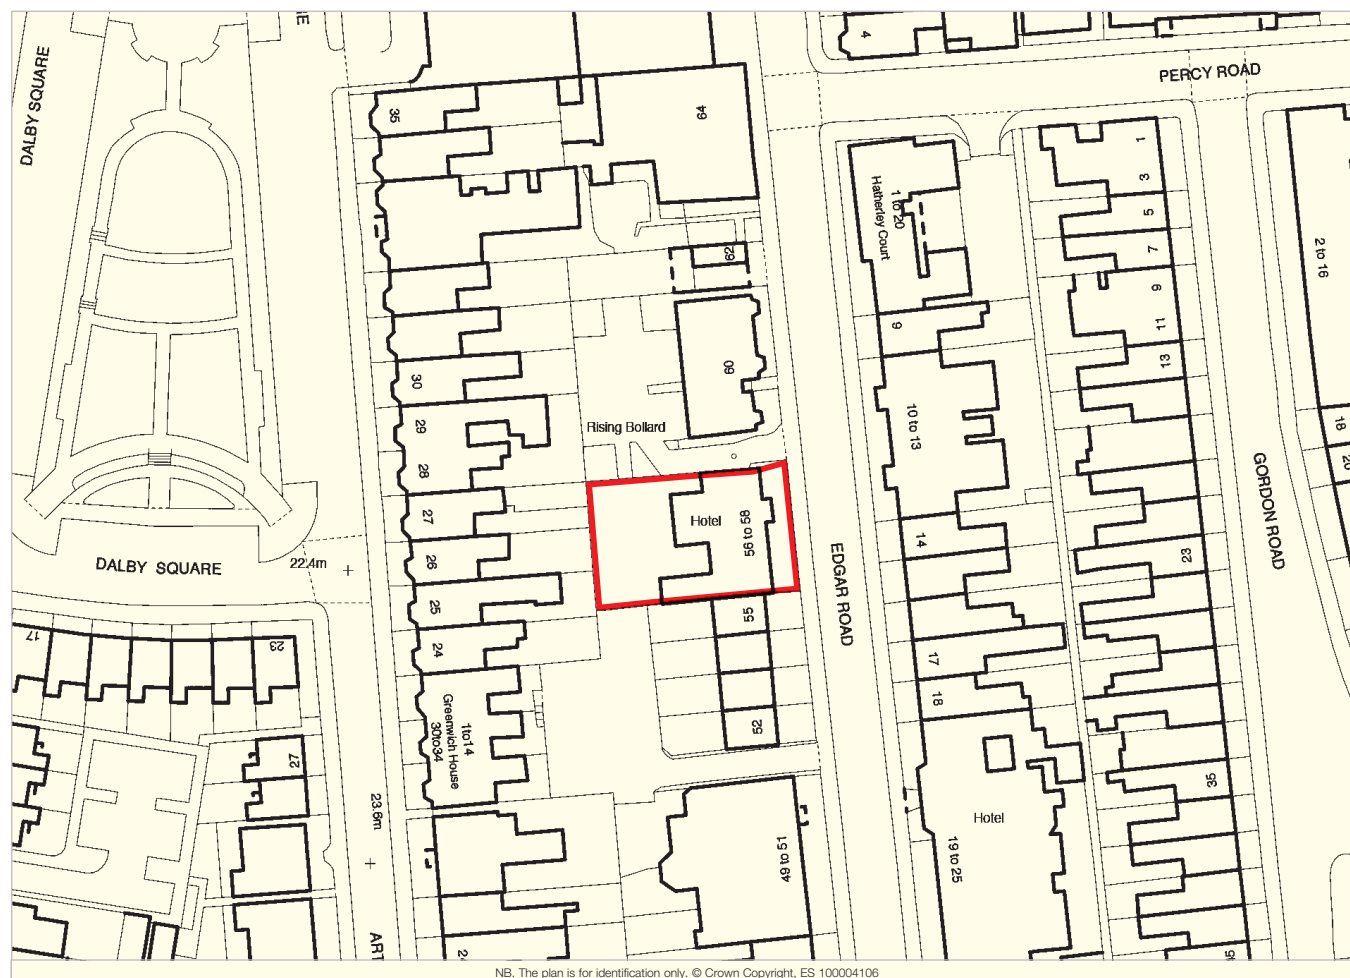 DALBY SQUARE
4
PERCY ROAD
35
64
1
3
5
7
9
11
13
1 to 20
Hatherley Court
2 to 16
62
6
60
30
29
28
27
26
25
24
Rising Bollard
10 to 13
18
20
Hotel
56 to 58
EDGAR ROAD
GORDON ROAD
14
23
DALBY SQUARE
22.4m
17
23
55
52
17
18
1to14
Greenwich House
30to34
27
23.6m
35
Hotel
19 to 25
49 to 51
NB. The plan is for identification only. © Crown Copyright, ES 100004106